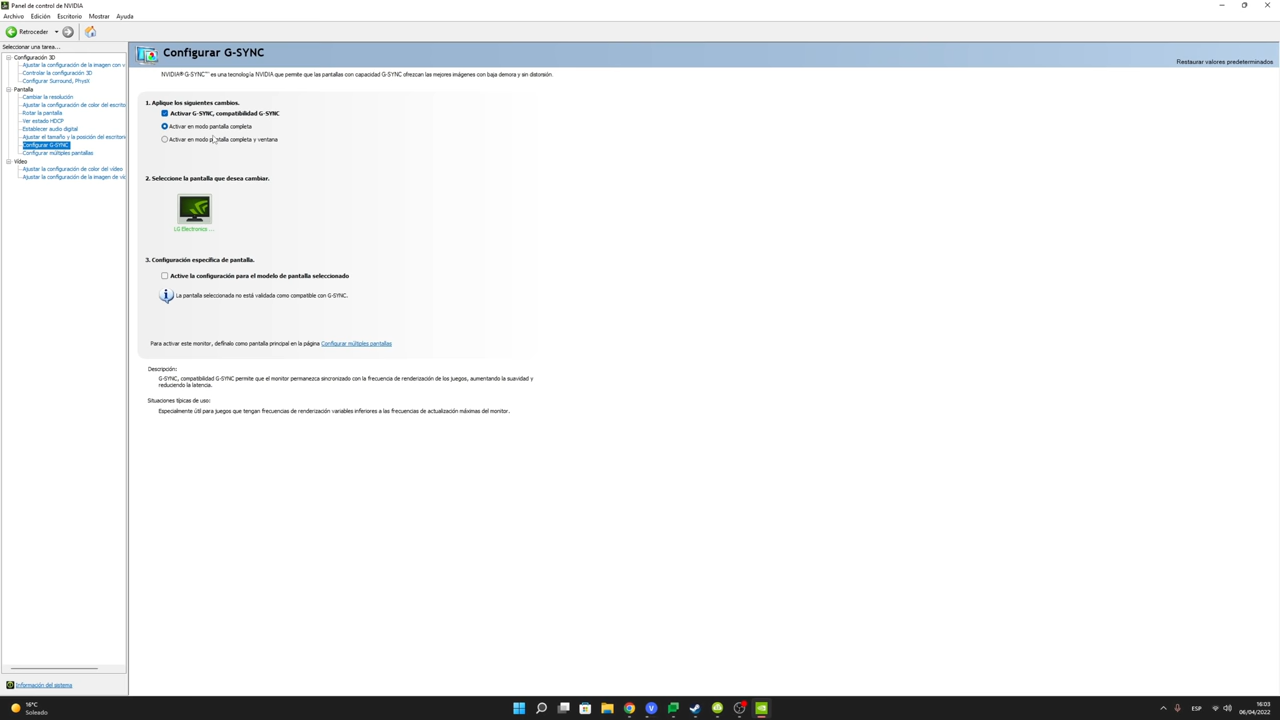 Panel de control de NVIDIA
Archivo Edición Escritorio Mostrar Ayuda
Retroceder
Seleccionar una tarea...
Configuración 3D
Ajustar la configuración de la imagen con v
Controlar la configuración 3D
Configurar Surround, PhysX
Pantalla
Cambiar la resolución
Ajustar la configuración de color del escrito
Rotar la pantalla
Ver estado HDCP
Establecer audio digital
Ajustar el tamaño y la posición del escritori
Configurar G-SYNC
Configurar múltiples pantallas
Vídeo
Ajustar la configuración de color del vídeo
Ajustar la configuración de la imagen de ví
Información del sistema
Configurar G-SYNC
Restaurar valores predeterminados
NVIDIA® G-SYNC™ es una tecnología NVIDIA que permite que las pantallas con capacidad G-SYNC ofrezcan las mejores imágenes con baja demora y sin distorsión.
1. Aplique los siguientes cambios.
Activar G-SYNC, compatibilidad G-SYNC
Activar en modo pantalla completa
Activar en modo pantalla completa y ventana
2. Seleccione la pantalla que desea cambiar.
LG Electronics ...
3. Configuración específica de pantalla.
Active la configuración para el modelo de pantalla seleccionado
La pantalla seleccionada no está validada como compatible con G-SYNC.
Para activar este monitor, defínalo como pantalla principal en la página Configurar múltiples pantallas
Descripción:
G-SYNC, compatibilidad G-SYNC permite que el monitor permanezca sincronizado con la frecuencia de renderización de los juegos, aumentando la suavidad y
reduciendo la latencia.
Situaciones típicas de uso:
Especialmente útil para juegos que tengan frecuencias de renderización variables inferiores a las frecuencias de actualización máximas del monitor.
16°C
Soleado
ESP
16:03
06/04/2022